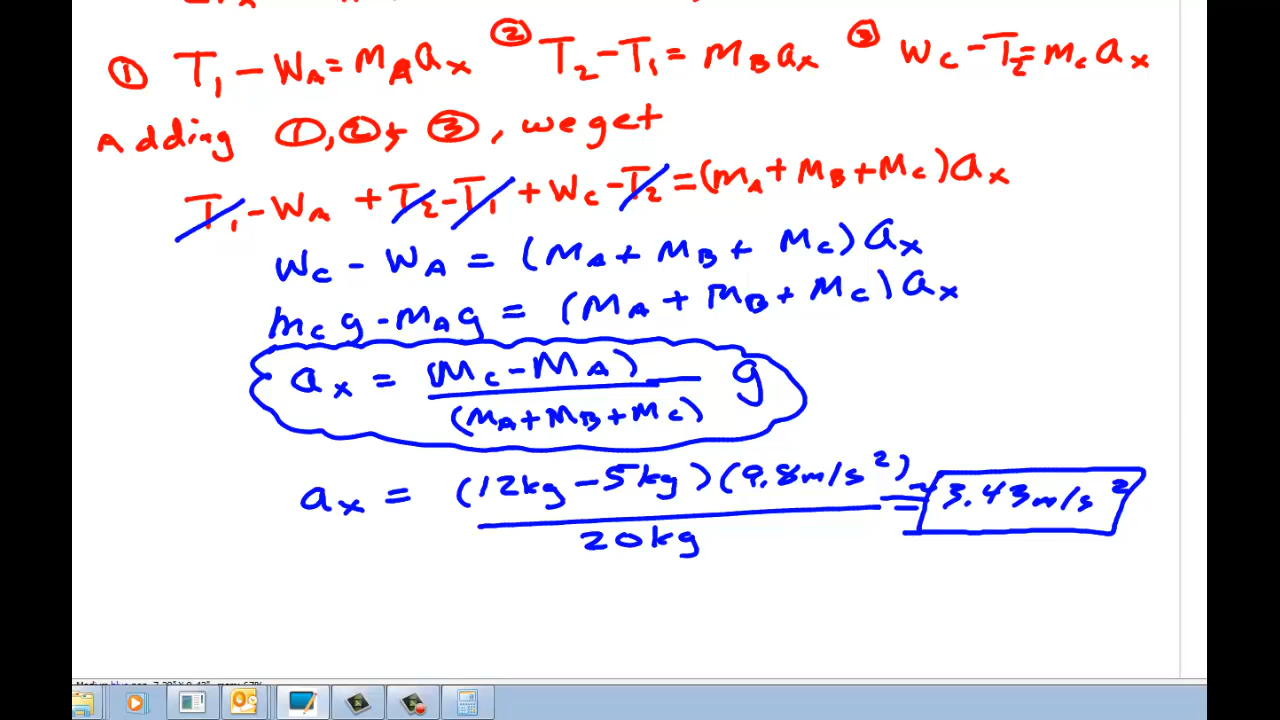 ① T₁ - W_A = m_A a_x ② T₂ - T₁ = m_B a_x ③ W_C - T₂ = m_C a_x
Adding ①, ② & ③, we get
T₁ - W_A + T₂ - T₁ + W_C - T₂ = (m_A + m_B + m_C) a_x
W_C - W_A = (m_A + m_B + m_C) a_x
m_C g - m_A g = (m_A + m_B + m_C) a_x
a_x = (m_C - m_A) / (m_A + m_B + m_C) g
a_x = (12kg - 5kg)(9.8m/s²) / 20kg = 3.43m/s²